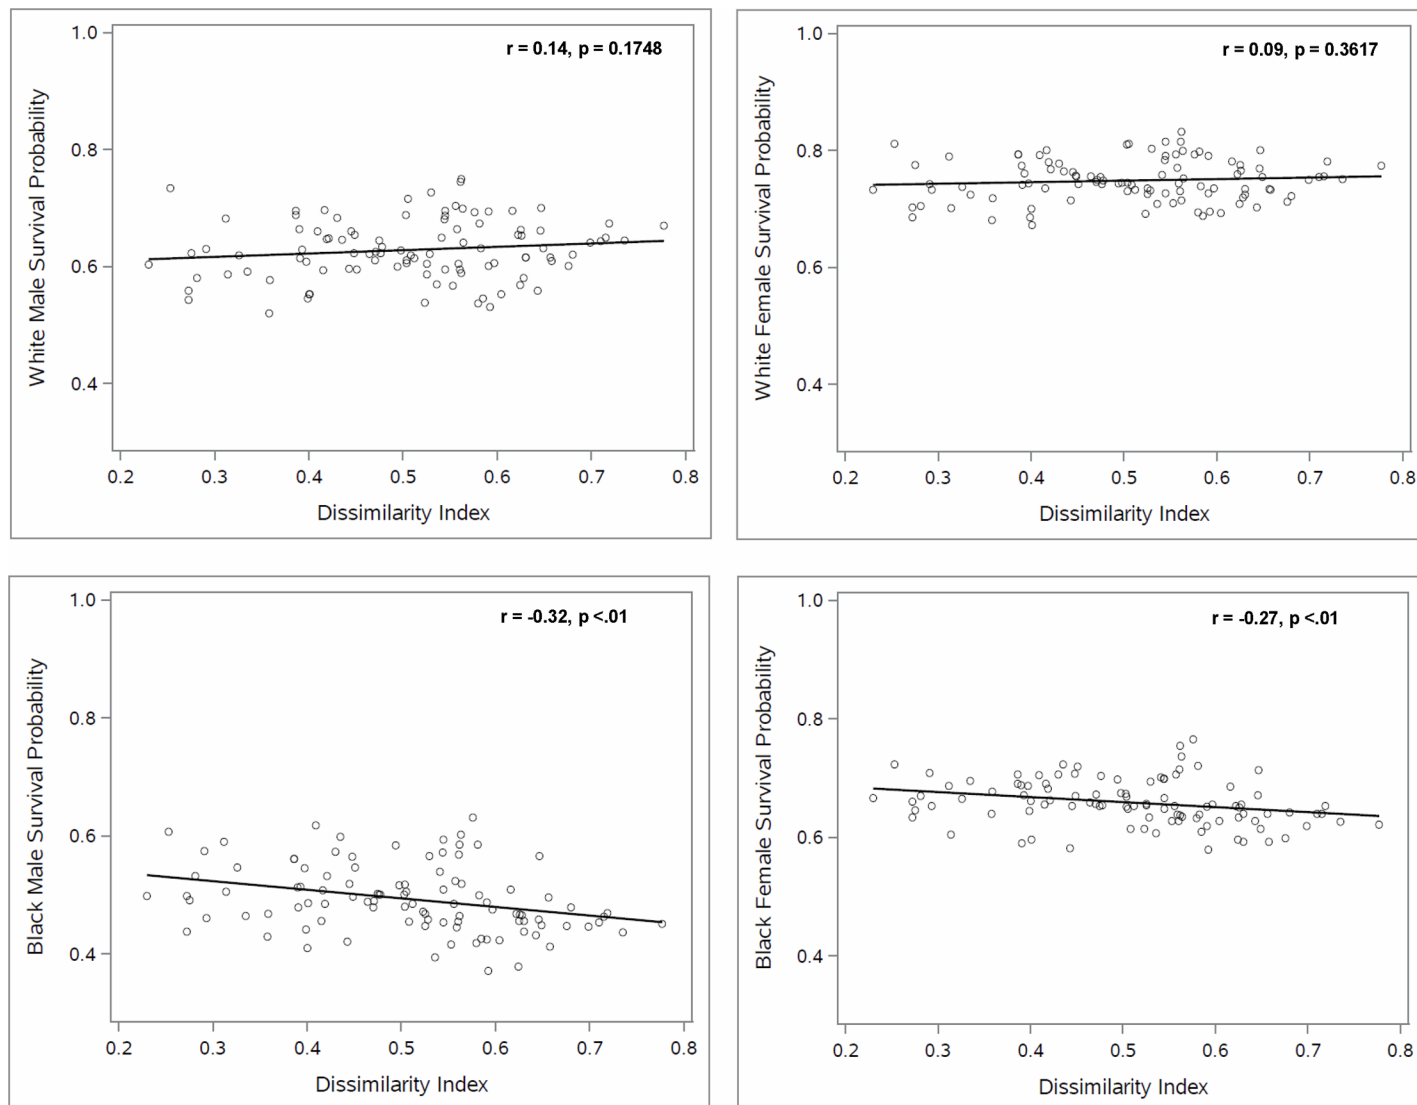 r = 0.14, p = 0.1748
White Male Survival Probability
1.0
0.8
0.6
0.4
0.2 0.3 0.4 0.5 0.6 0.7 0.8
Dissimilarity Index
r = 0.09, p = 0.3617
White Female Survival Probability
1.0
0.8
0.6
0.4
0.2 0.3 0.4 0.5 0.6 0.7 0.8
Dissimilarity Index
r = -0.32, p <.01
Black Male Survival Probability
1.0
0.8
0.6
0.4
0.2 0.3 0.4 0.5 0.6 0.7 0.8
Dissimilarity Index
r = -0.27, p <.01
Black Female Survival Probability
1.0
0.8
0.6
0.4
0.2 0.3 0.4 0.5 0.6 0.7 0.8
Dissimilarity Index